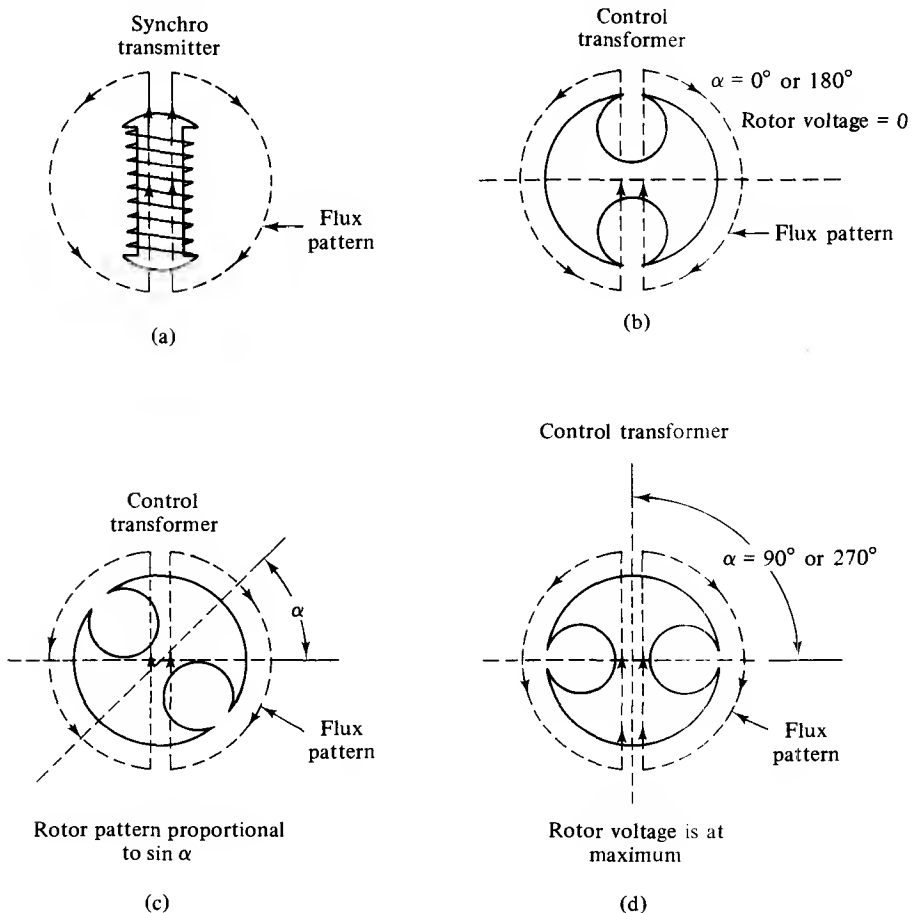 Synchro
transmitter
Flux
pattern
(a)
Control
transformer
α = 0° or 180°
Rotor voltage = 0
Flux pattern
(b)
Control
transformer
α
Flux
pattern
Rotor pattern proportional
to sin α
(c)
Control transformer
α = 90° or 270°
Flux
pattern
Rotor voltage is at
maximum
(d)